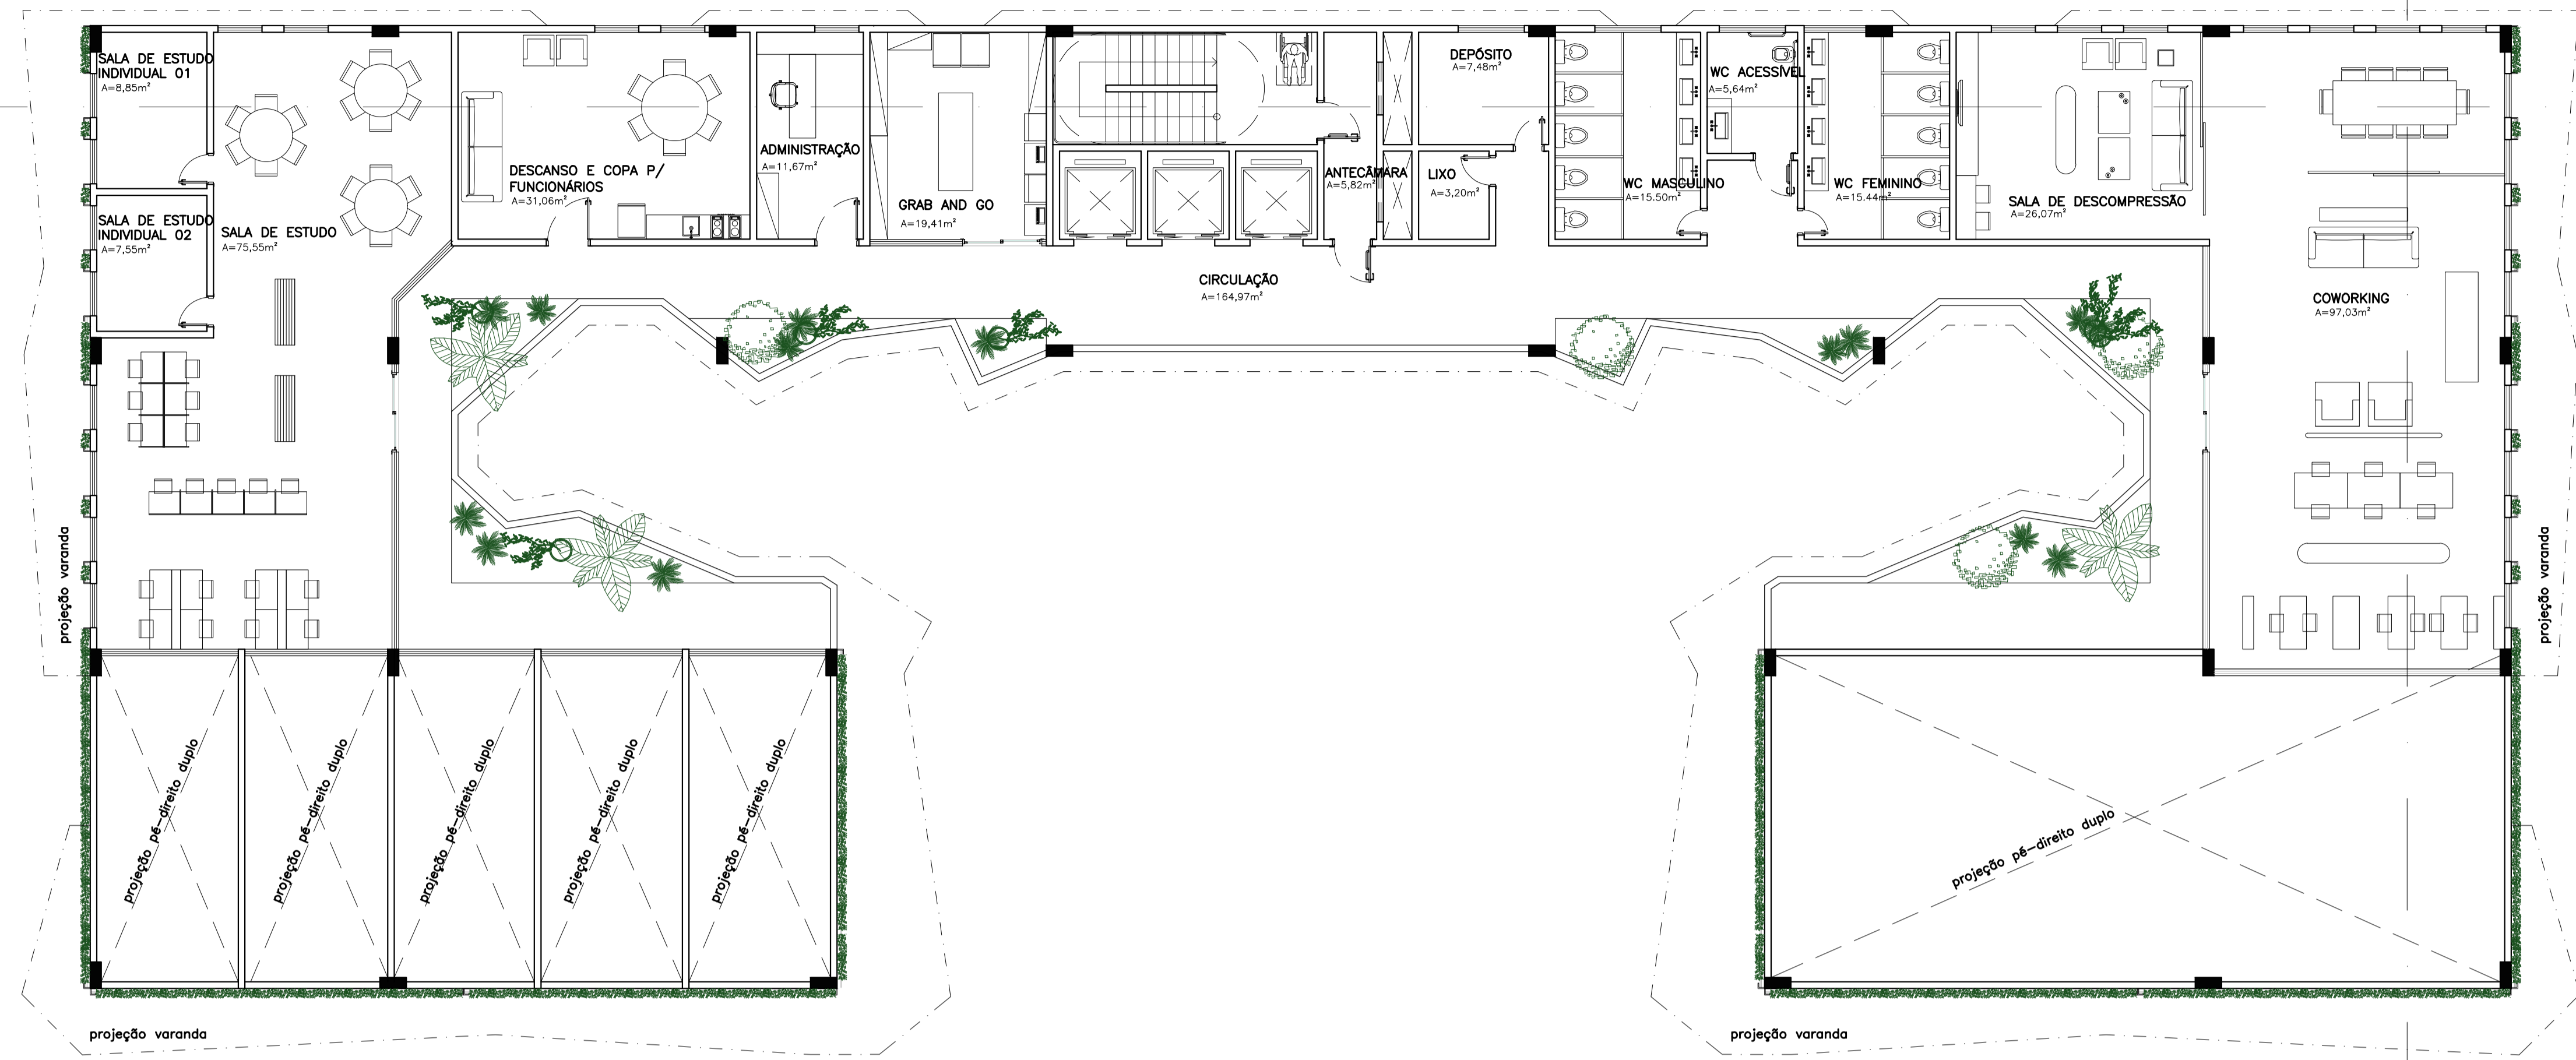 SALA DE ESTUDO
INDIVIDUAL 01
A=8,85m²
SALA DE ESTUDO
INDIVIDUAL 02
A=7,55m²
SALA DE ESTUDO
A=75,55m²
DESCANSO E COPA P/
FUNCIONÁRIOS
A=31,06m²
ADMINISTRAÇÃO
A=11,67m²
GRAB AND GO
A=19,41m²
ANTECÂMARA
A=5,82m²
DEPÓSITO
A=7,48m²
LIXO
A=3,20m²
WC MASCULINO
A=15.50m²
WC ACESSÍVEL
A=5,64m²
WC FEMININO
A=15.44m²
SALA DE DESCOMPRESSÃO
A=26,07m²
COWORKING
A=97,03m²
CIRCULAÇÃO
A=164,97m²
projeção varanda
projeção varanda
projeção pé-direito duplo
projeção pé-direito duplo
projeção pé-direito duplo
projeção pé-direito duplo
projeção pé-direito duplo
projeção pé-direito duplo
projeção varanda
projeção varanda